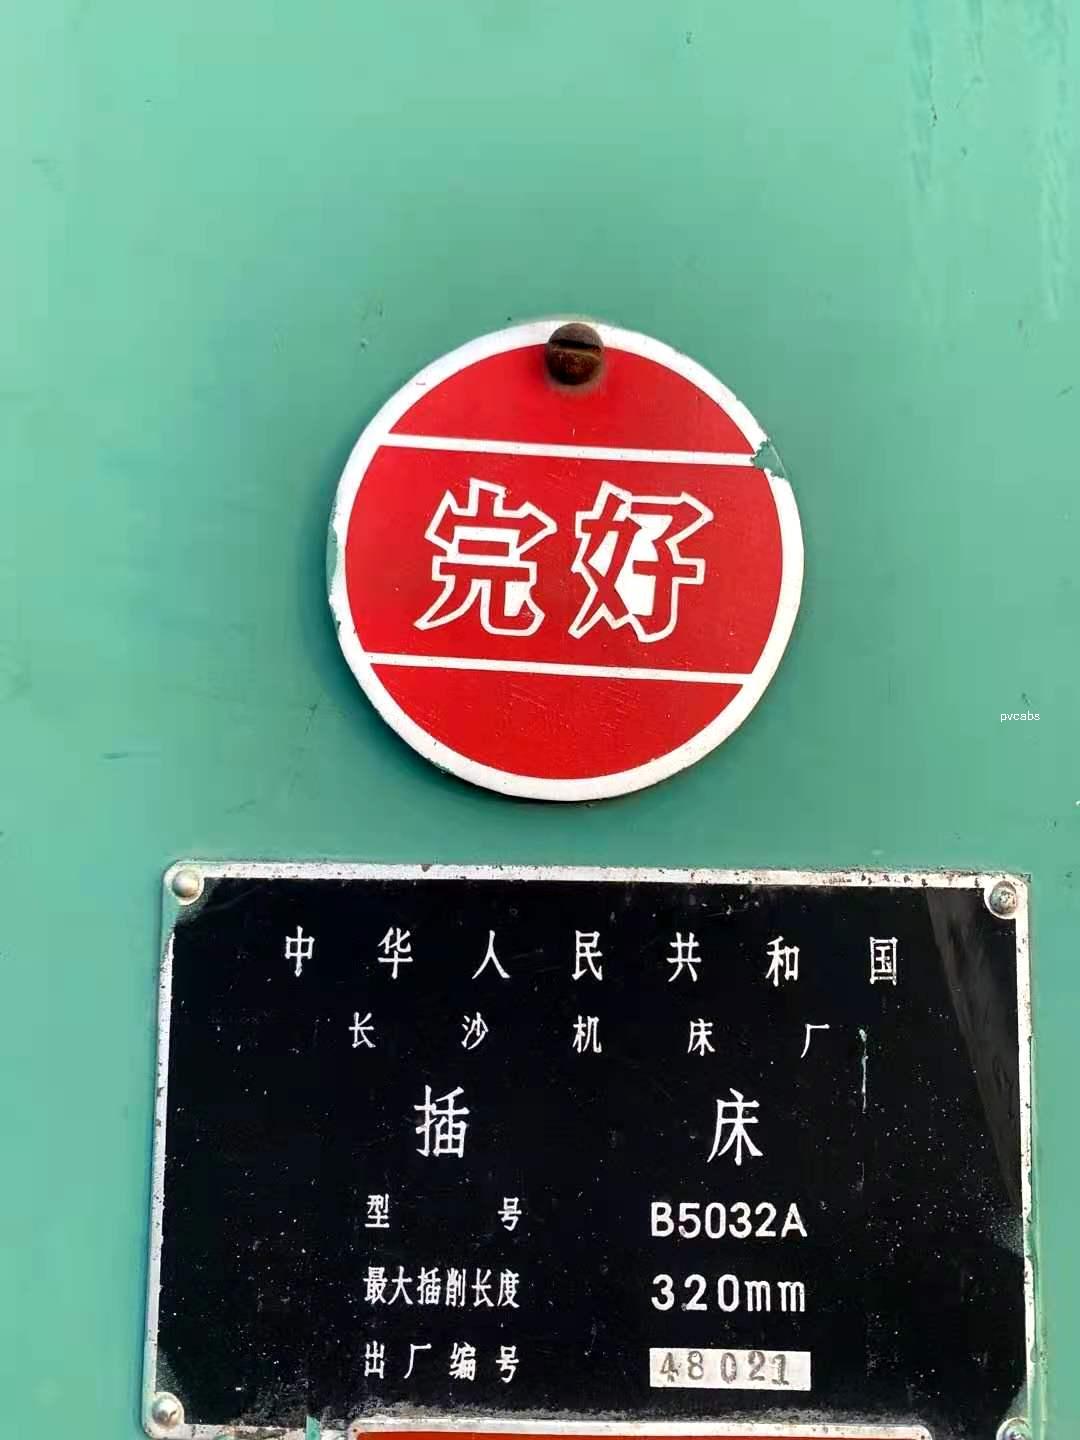 完好
pvcabs
中华人民共和国
长沙机床厂
插床
型号 B5032A
最大插削长度 320mm
出厂编号 48021